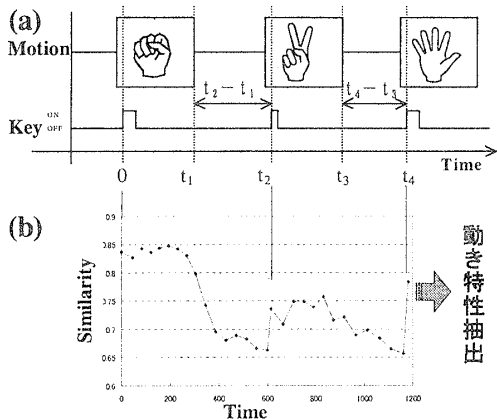 (a)
Motion
t₂－t₁
t₄－t₃
Key ON OFF
Time
0 t₁ t₂ t₃ t₄
(b)
0.9
0.85
0.8
0.75
0.7
0.65
0.6
Similarity
0 200 400 600 800 1000 1200
Time
動き特性抽出